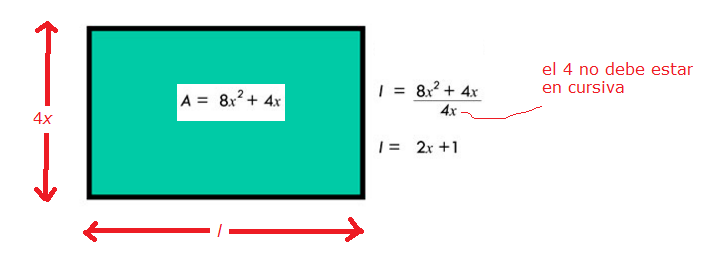 4x
A = 8x² + 4x
l
l = 8x² + 4x
4x
l = 2x +1
el 4 no debe estar
en cursiva